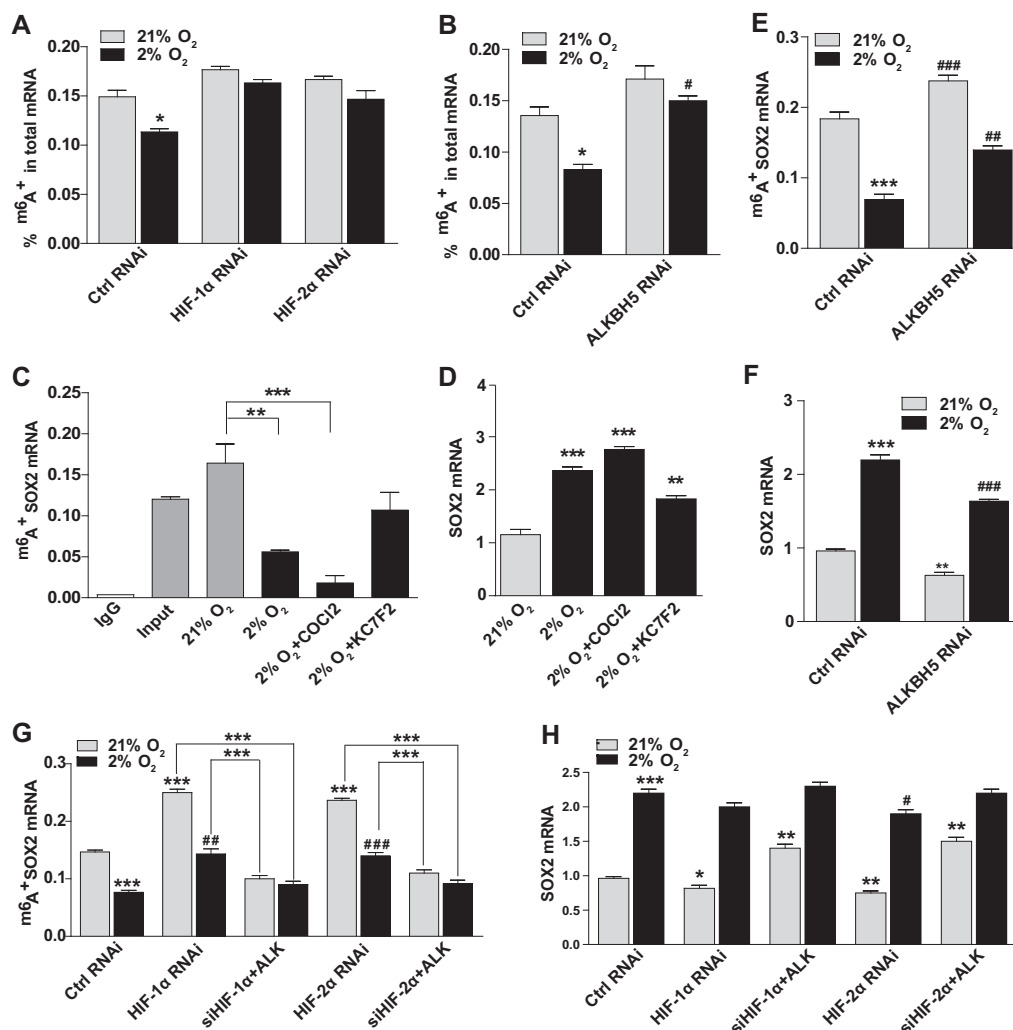 A
21% O2
2% O2
% m6A+ in total mRNA
0.20
0.15
0.10
0.05
0.00
*
Ctrl RNAi
HIF-1α RNAi
HIF-2α RNAi
B
21% O2
2% O2
% m6A+ in total mRNA
0.20
0.15
0.10
0.05
0.00
*
#
Ctrl RNAi
ALKBH5 RNAi
E
21% O2
2% O2
m6A+ SOX2 mRNA
0.3
0.2
0.1
0.0
***
###
##
Ctrl RNAi
ALKBH5 RNAi
C
m6A+ SOX2 mRNA
0.25
0.20
0.15
0.10
0.05
0.00
***
**
IgG
Input
21% O2
2% O2
2% O2+COCl2
2% O2+KC7F2
D
SOX2 mRNA
4
3
2
1
0
***
***
**
21% O2
2% O2
2% O2+COCl2
2% O2+KC7F2
F
21% O2
2% O2
SOX2 mRNA
3
2
1
0
***
**
###
Ctrl RNAi
ALKBH5 RNAi
G
21% O2
2% O2
m6A+SOX2 mRNA
0.3
0.2
0.1
0.0
***
***
***
***
***
***
##
***
###
Ctrl RNAi
HIF-1α RNAi
siHIF-1α+ALK
HIF-2α RNAi
siHIF-2α+ALK
H
21% O2
2% O2
SOX2 mRNA
2.5
2.0
1.5
1.0
0.5
0.0
***
*
**
**
#
**
Ctrl RNAi
HIF-1α RNAi
siHIF-1α+ALK
HIF-2α RNAi
siHIF-2α+ALK